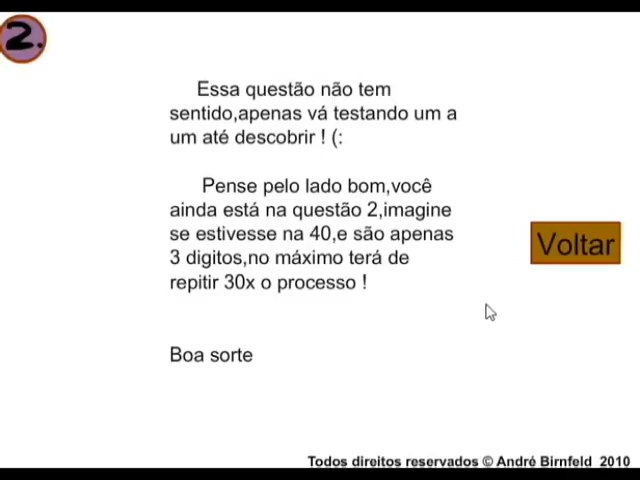 2.
Essa questão não tem
sentido,apenas vá testando um a
um até descobrir ! (:
Pense pelo lado bom,você
ainda está na questão 2,imagine
se estivesse na 40,e são apenas
3 digitos,no máximo terá de
repitir 30x o processo !
Voltar
Boa sorte
Todos direitos reservados © André Birnfeld 2010